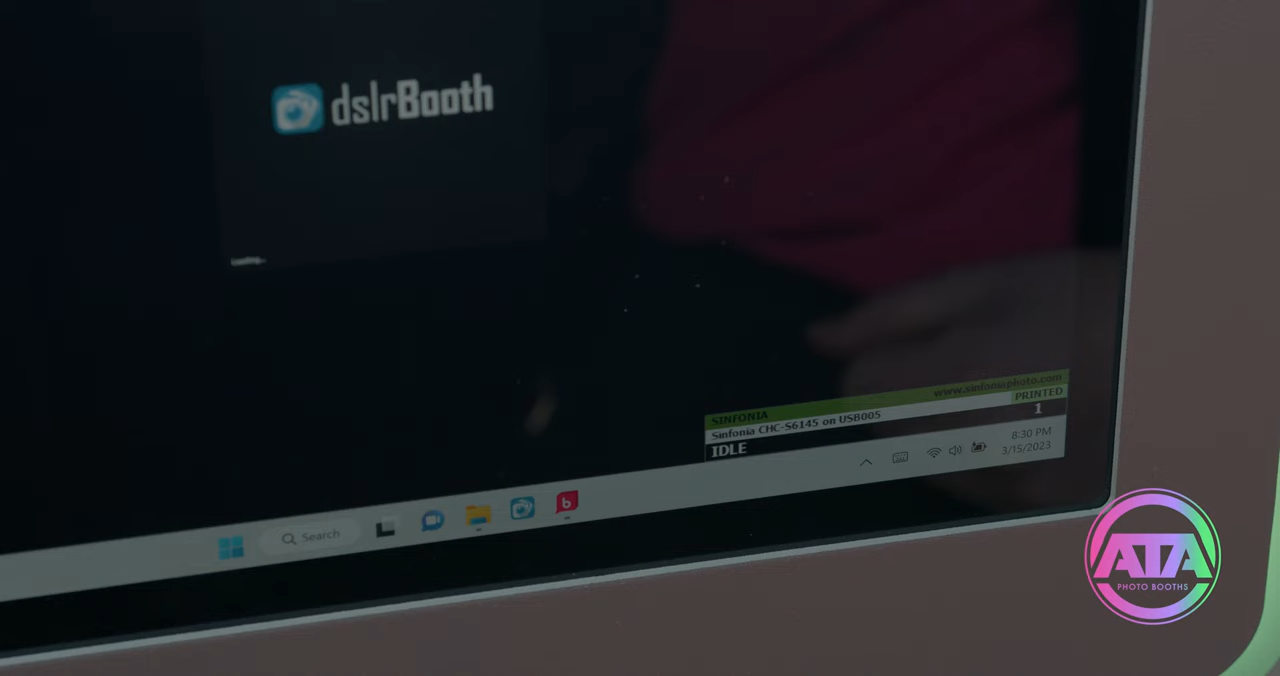 dslrBooth
Loading...
www.sinfoniaphoto.com
SINFONIA
PRINTED
Sinfonia CHC-S6145 on USB005
1
IDLE
8:30 PM
3/15/2023
Search
b
ATA
PHOTO BOOTHS